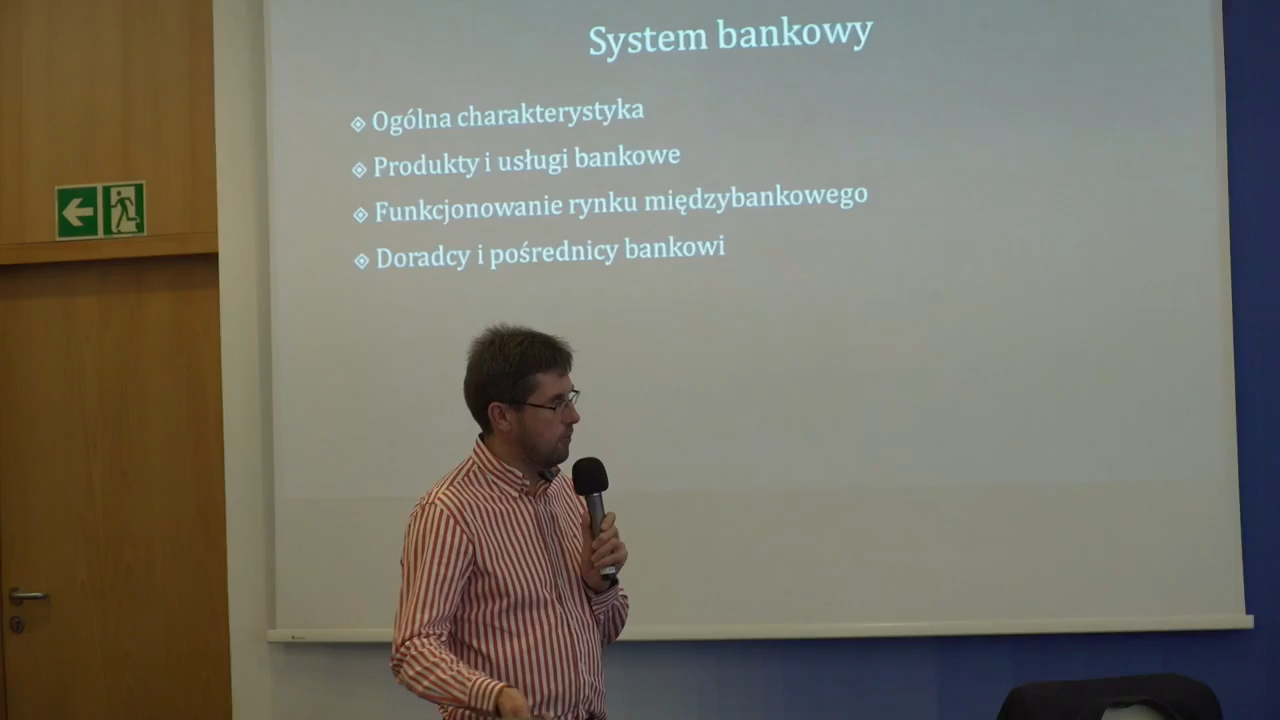 System bankowy
Ogólna charakterystyka
Produkty i usługi bankowe
Funkcjonowanie rynku międzybankowego
Doradcy i pośrednicy bankowi